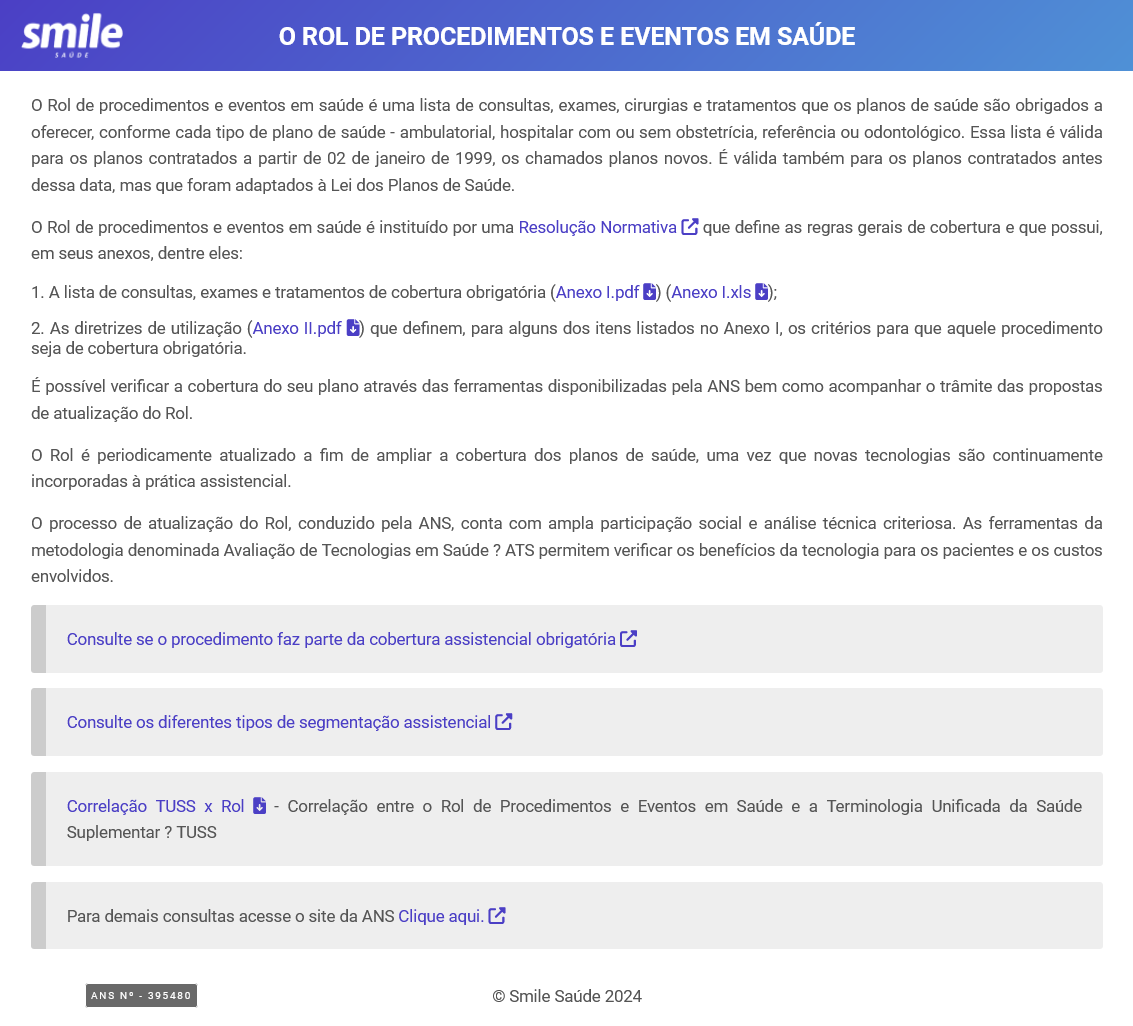 smile
SAÚDE
O ROL DE PROCEDIMENTOS E EVENTOS EM SAÚDE
O Rol de procedimentos e eventos em saúde é uma lista de consultas, exames, cirurgias e tratamentos que os planos de saúde são obrigados a
oferecer, conforme cada tipo de plano de saúde - ambulatorial, hospitalar com ou sem obstetrícia, referência ou odontológico. Essa lista é válida
para os planos contratados a partir de 02 de janeiro de 1999, os chamados planos novos. É válida também para os planos contratados antes
dessa data, mas que foram adaptados à Lei dos Planos de Saúde.
O Rol de procedimentos e eventos em saúde é instituído por uma Resolução Normativa que define as regras gerais de cobertura e que possui,
em seus anexos, dentre eles:
1. A lista de consultas, exames e tratamentos de cobertura obrigatória (Anexo I.pdf ) (Anexo I.xls );
2. As diretrizes de utilização (Anexo II.pdf ) que definem, para alguns dos itens listados no Anexo I, os critérios para que aquele procedimento
seja de cobertura obrigatória.
É possível verificar a cobertura do seu plano através das ferramentas disponibilizadas pela ANS bem como acompanhar o trâmite das propostas
de atualização do Rol.
O Rol é periodicamente atualizado a fim de ampliar a cobertura dos planos de saúde, uma vez que novas tecnologias são continuamente
incorporadas à prática assistencial.
O processo de atualização do Rol, conduzido pela ANS, conta com ampla participação social e análise técnica criteriosa. As ferramentas da
metodologia denominada Avaliação de Tecnologias em Saúde ? ATS permitem verificar os benefícios da tecnologia para os pacientes e os custos
envolvidos.
Consulte se o procedimento faz parte da cobertura assistencial obrigatória
Consulte os diferentes tipos de segmentação assistencial
Correlação TUSS x Rol - Correlação entre o Rol de Procedimentos e Eventos em Saúde e a Terminologia Unificada da Saúde
Suplementar ? TUSS
Para demais consultas acesse o site da ANS Clique aqui.
ANS Nº - 395480
© Smile Saúde 2024